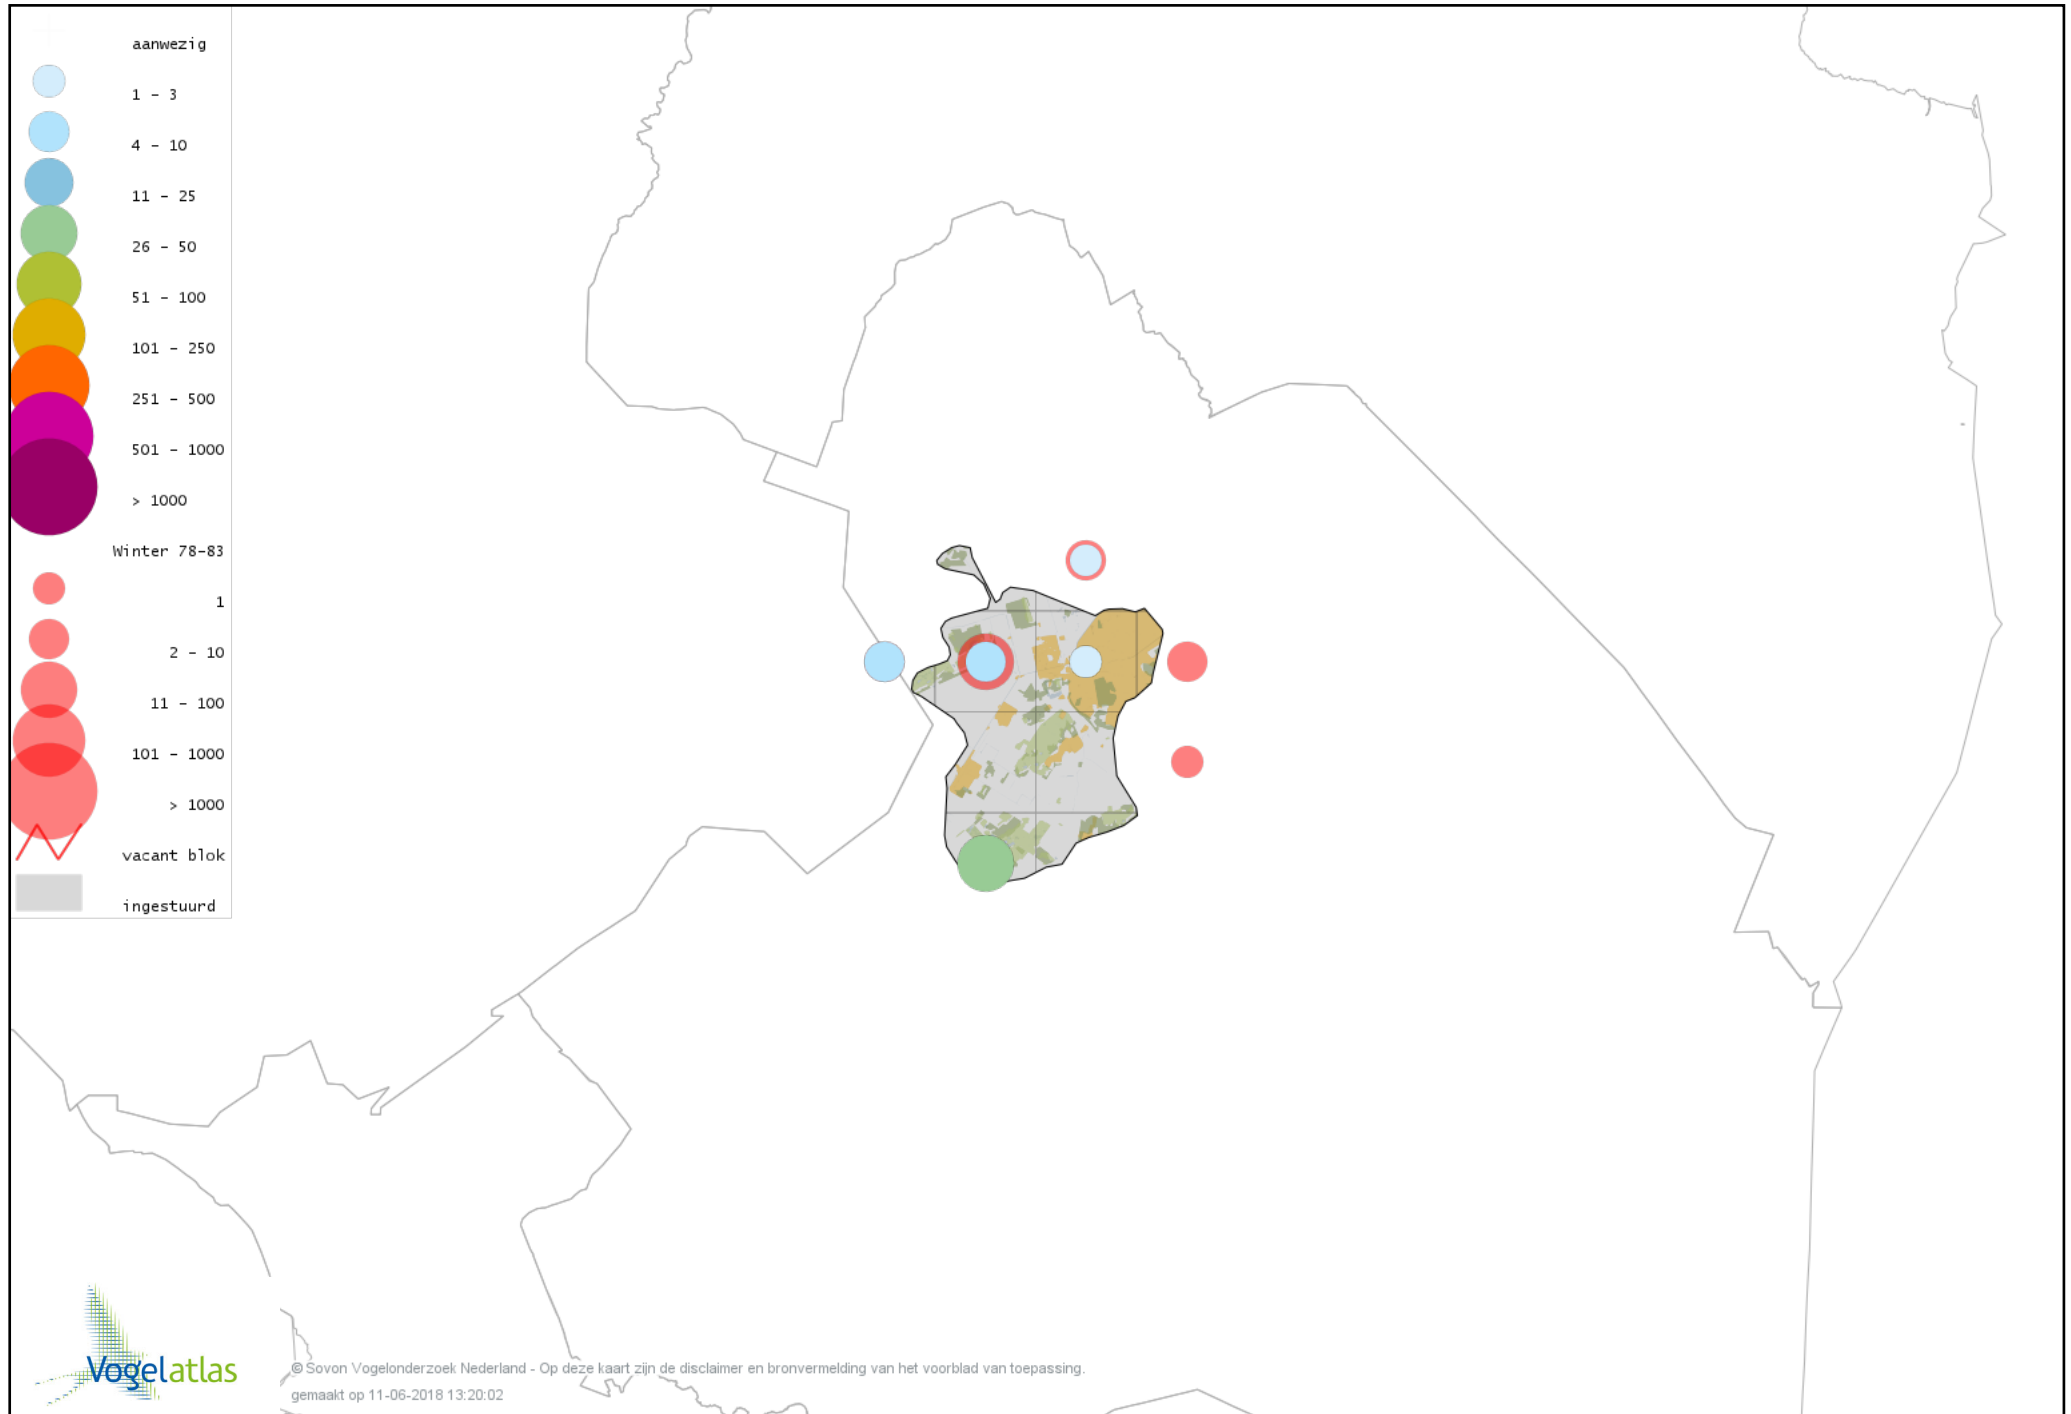 aanwezig
1 - 3
4 - 10
11 - 25
26 - 50
51 - 100
101 - 250
251 - 500
501 - 1000
> 1000
Winter 78-83
1
2 - 10
11 - 100
101 - 1000
> 1000
vacant blok
ingestuurd
Vogelatlas
© Sovon Vogelonderzoek Nederland - Op deze kaart zijn de disclaimer en bronvermelding van het voorblad van toepassing.
gemaakt op 11-06-2018 13:20:02